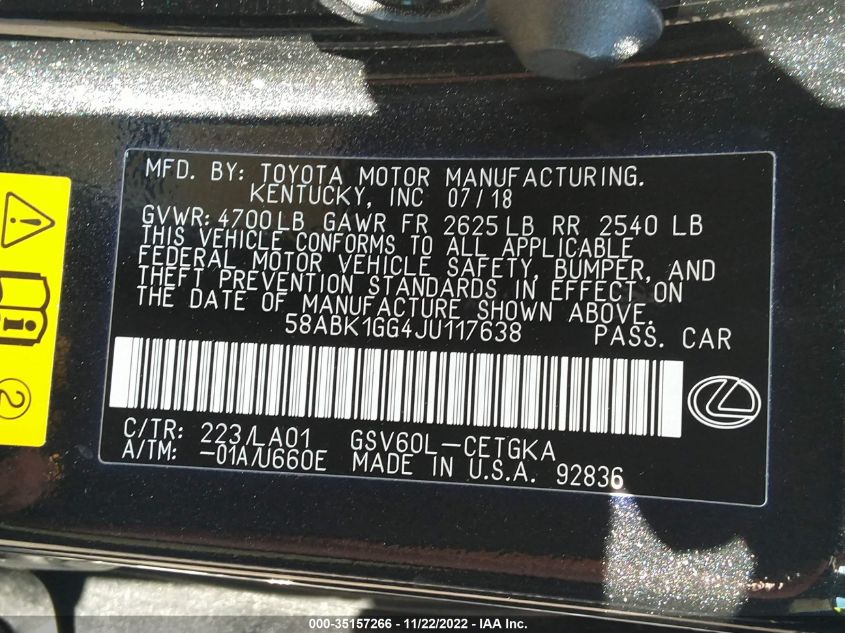 MFD. BY: TOYOTA MOTOR MANUFACTURING.
KENTUCKY, INC 07/18
GVWR: 4700LB GAWR FR 2625LB RR 2540 LB
THIS VEHICLE CONFORMS TO ALL APPLICABLE
FEDERAL MOTOR VEHICLE SAFETY, BUMPER, AND
THEFT PREVENTION STANDARDS IN EFFECT ON
THE DATE OF MANUFACTURE SHOWN ABOVE.
58ABK1GG4JU117638 PASS. CAR
C/TR: 223/LA01 GSV60L-CETGKA
A/TM: -01A/U660E MADE IN U.S.A. 92836
2
000-35157266 - 11/22/2022 - IAA Inc.